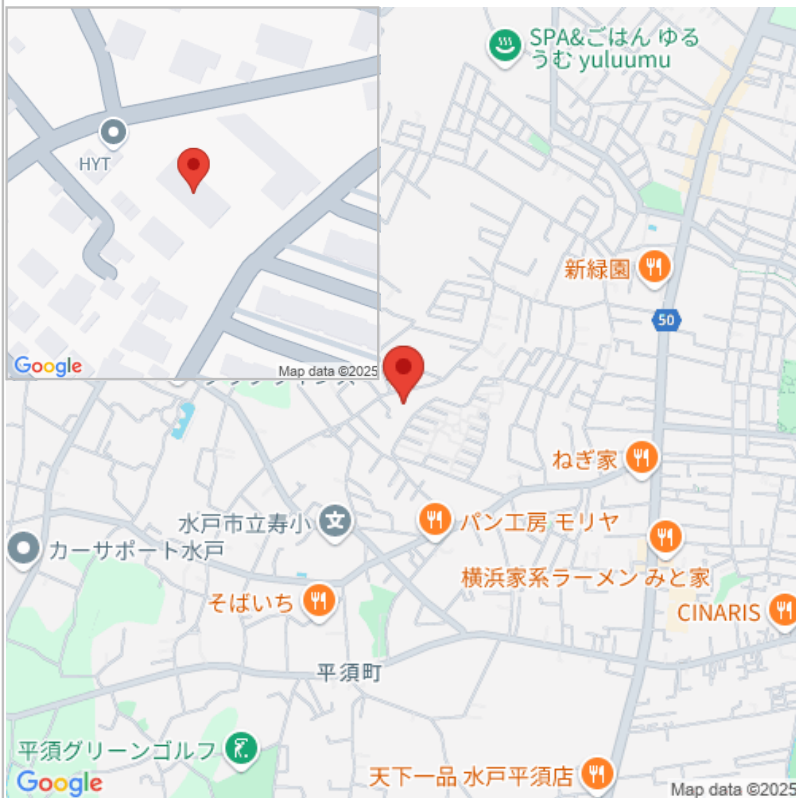 SPA&ごはん ゆる
うむ yuluumu
HYT
新緑園
50
Google
Map data ©2025
ねぎ家
水戸市立寿小
パン工房 モリヤ
カーサポート水戸
横浜家系ラーメン みと家
そばいち
CINARIS
平須町
平須グリーンゴルフ
天下一品 水戸平須店
Google
Map data ©2025